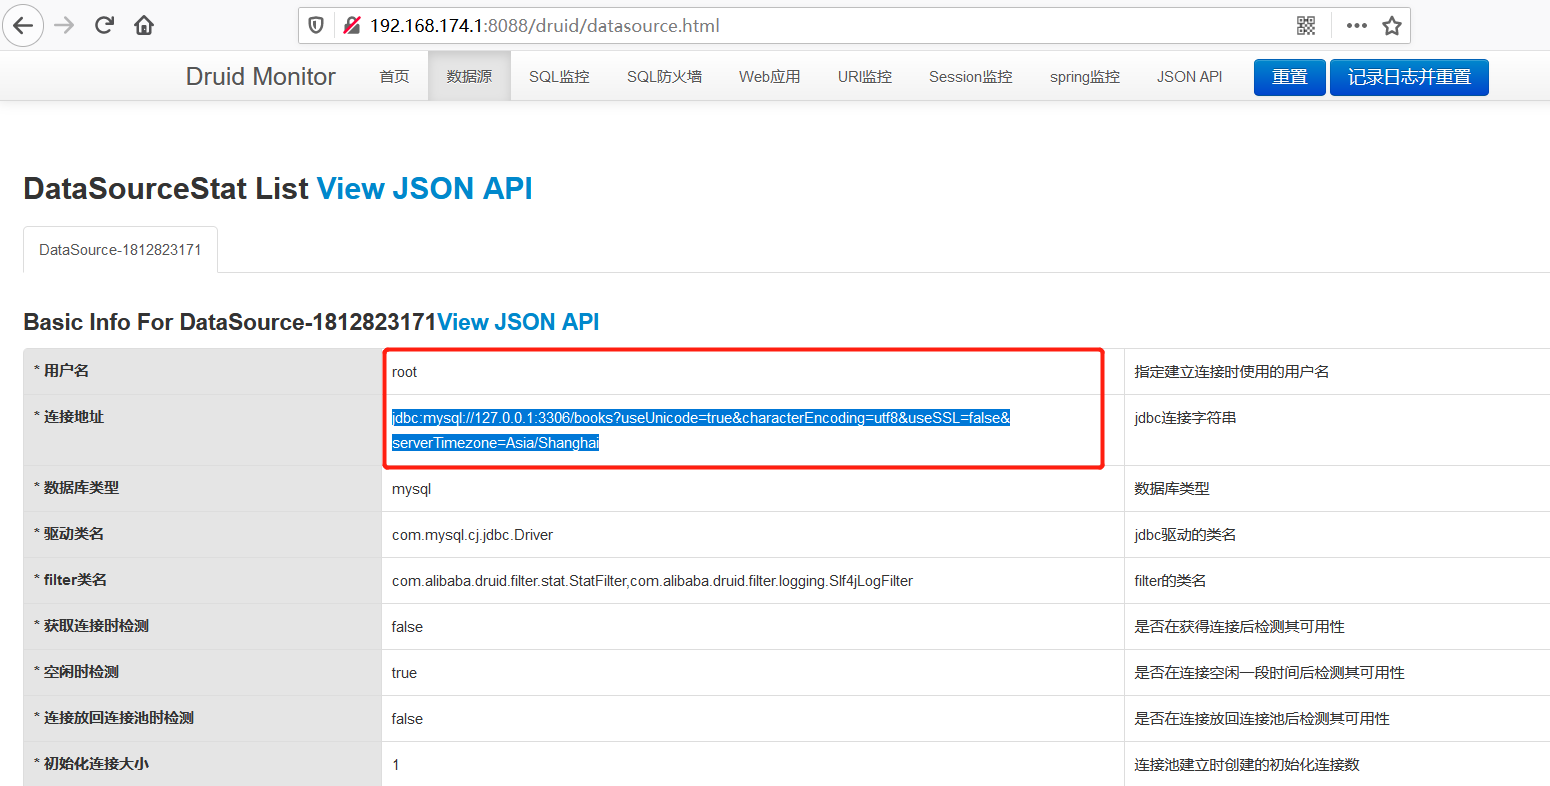 192.168.174.1:8088/druid/datasource.html
Druid Monitor 首页 数据源 SQL监控 SQL防火墙 Web应用 URI监控 Session监控 spring监控 JSON API 重置 记录日志并重置
DataSourceStat List View JSON API
DataSource-1812823171
Basic Info For DataSource-1812823171View JSON API
* 用户名 root 指定建立连接时使用的用户名
* 连接地址 jdbc:mysql://127.0.0.1:3306/books?useUnicode=true&characterEncoding=utf8&useSSL=false& jdbc连接字符串
serverTimezone=Asia/Shanghai
* 数据库类型 mysql 数据库类型
* 驱动类名 com.mysql.cj.jdbc.Driver jdbc驱动的类名
* filter类名 com.alibaba.druid.filter.stat.StatFilter,com.alibaba.druid.filter.logging.Slf4jLogFilter filter的类名
* 获取连接时检测 false 是否在获得连接后检测其可用性
* 空闲时检测 true 是否在连接空闲一段时间后检测其可用性
* 连接放回连接池时检测 false 是否在连接放回连接池后检测其可用性
* 初始化连接大小 1 连接池建立时创建的初始化连接数